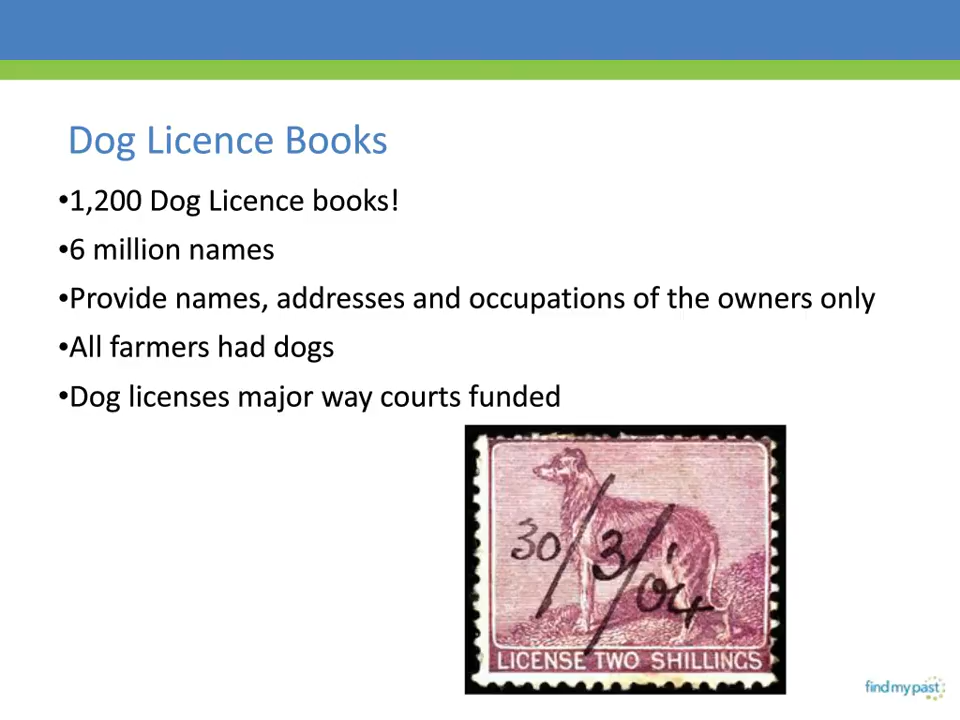 Dog Licence Books
•1,200 Dog Licence books!
•6 million names
•Provide names, addresses and occupations of the owners only
•All farmers had dogs
•Dog licenses major way courts funded
30/3/04
LICENSE TWO SHILLINGS
findmypast